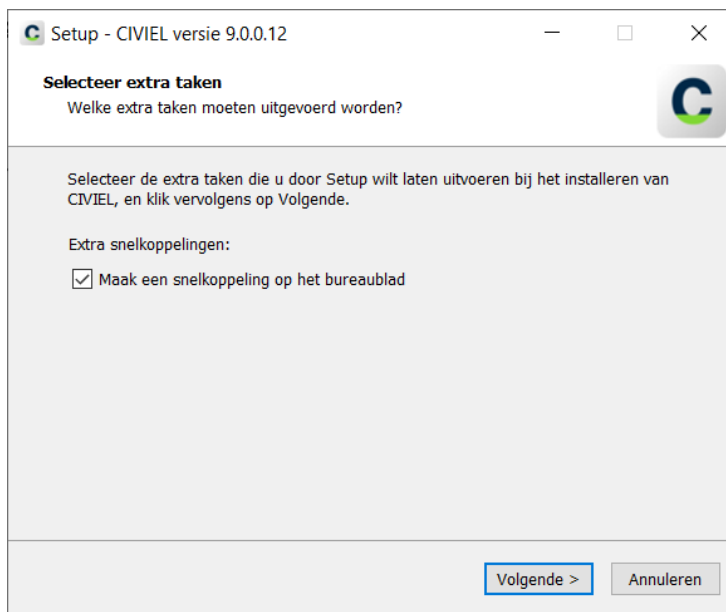 Setup - CIVIEL versie 9.0.0.12
Selecteer extra taken
Welke extra taken moeten uitgevoerd worden?
Selecteer de extra taken die u door Setup wilt laten uitvoeren bij het installeren van
CIVIEL, en klik vervolgens op Volgende.
Extra snelkoppelingen:
Maak een snelkoppeling op het bureaublad
Volgende >
Annuleren